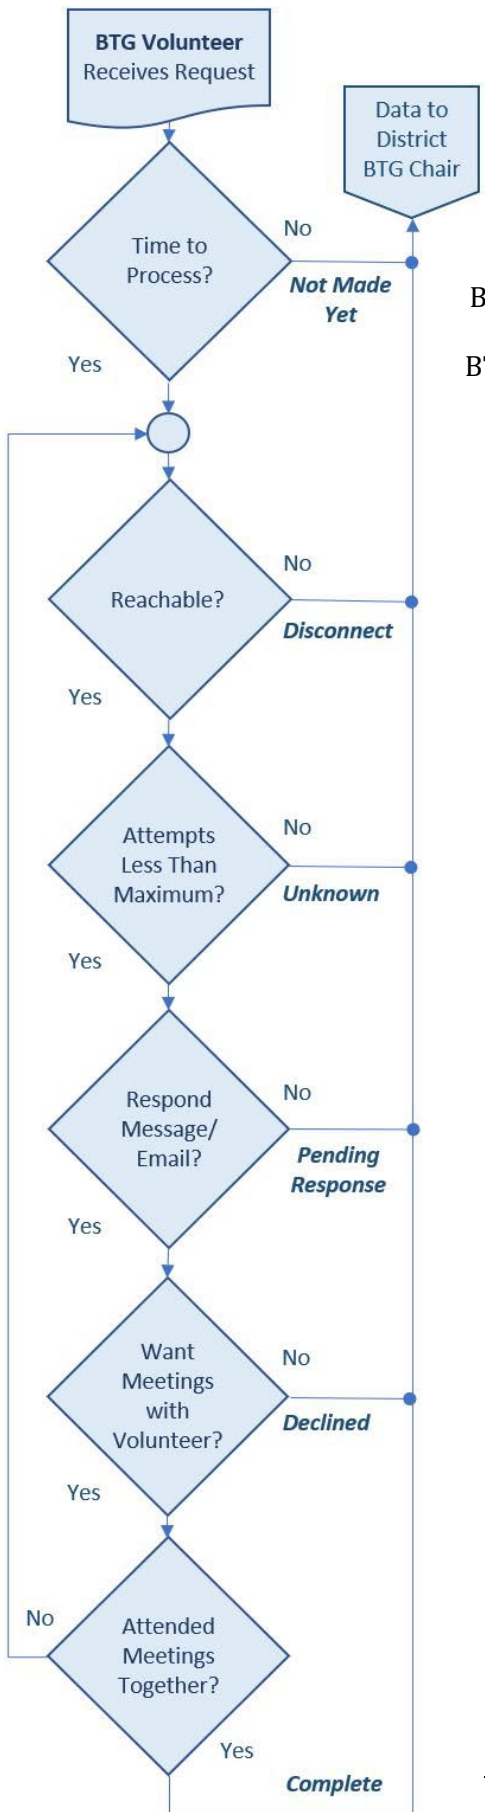 BTG Volunteer
Receives Request
Data to
District
BTG Chair
Time to
Process?
No
Not Made
Yet
B
Yes
BT
Reachable?
No
Disconnect
Yes
Attempts
Less Than
Maximum?
No
Unknown
Yes
Respond
Message/
Email?
No
Pending
Response
Yes
Want
Meetings
with
Volunteer?
No
Declined
Yes
Attended
Meetings
Together?
No
Yes
Complete